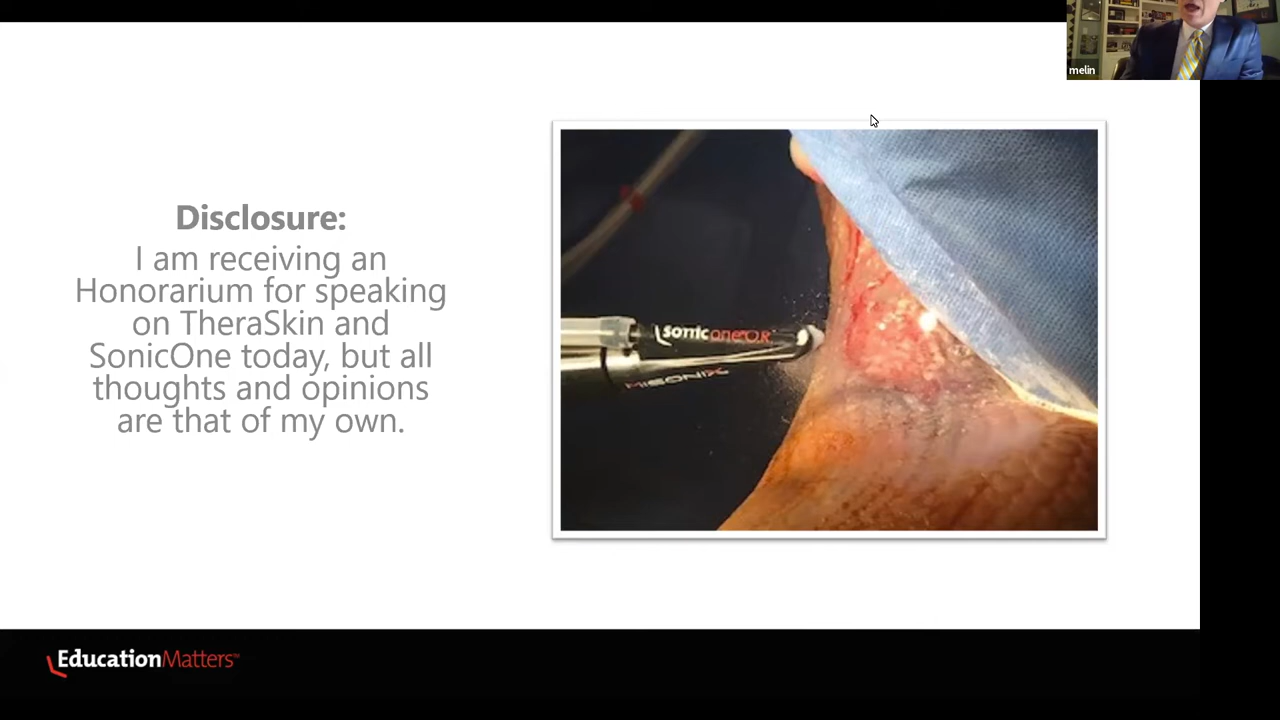 melin
Disclosure:
I am receiving an
Honorarium for speaking
on TheraSkin and
SonicOne today, but all
thoughts and opinions
are that of my own.
sonicone O.R.
MISONIX
EducationMatters™